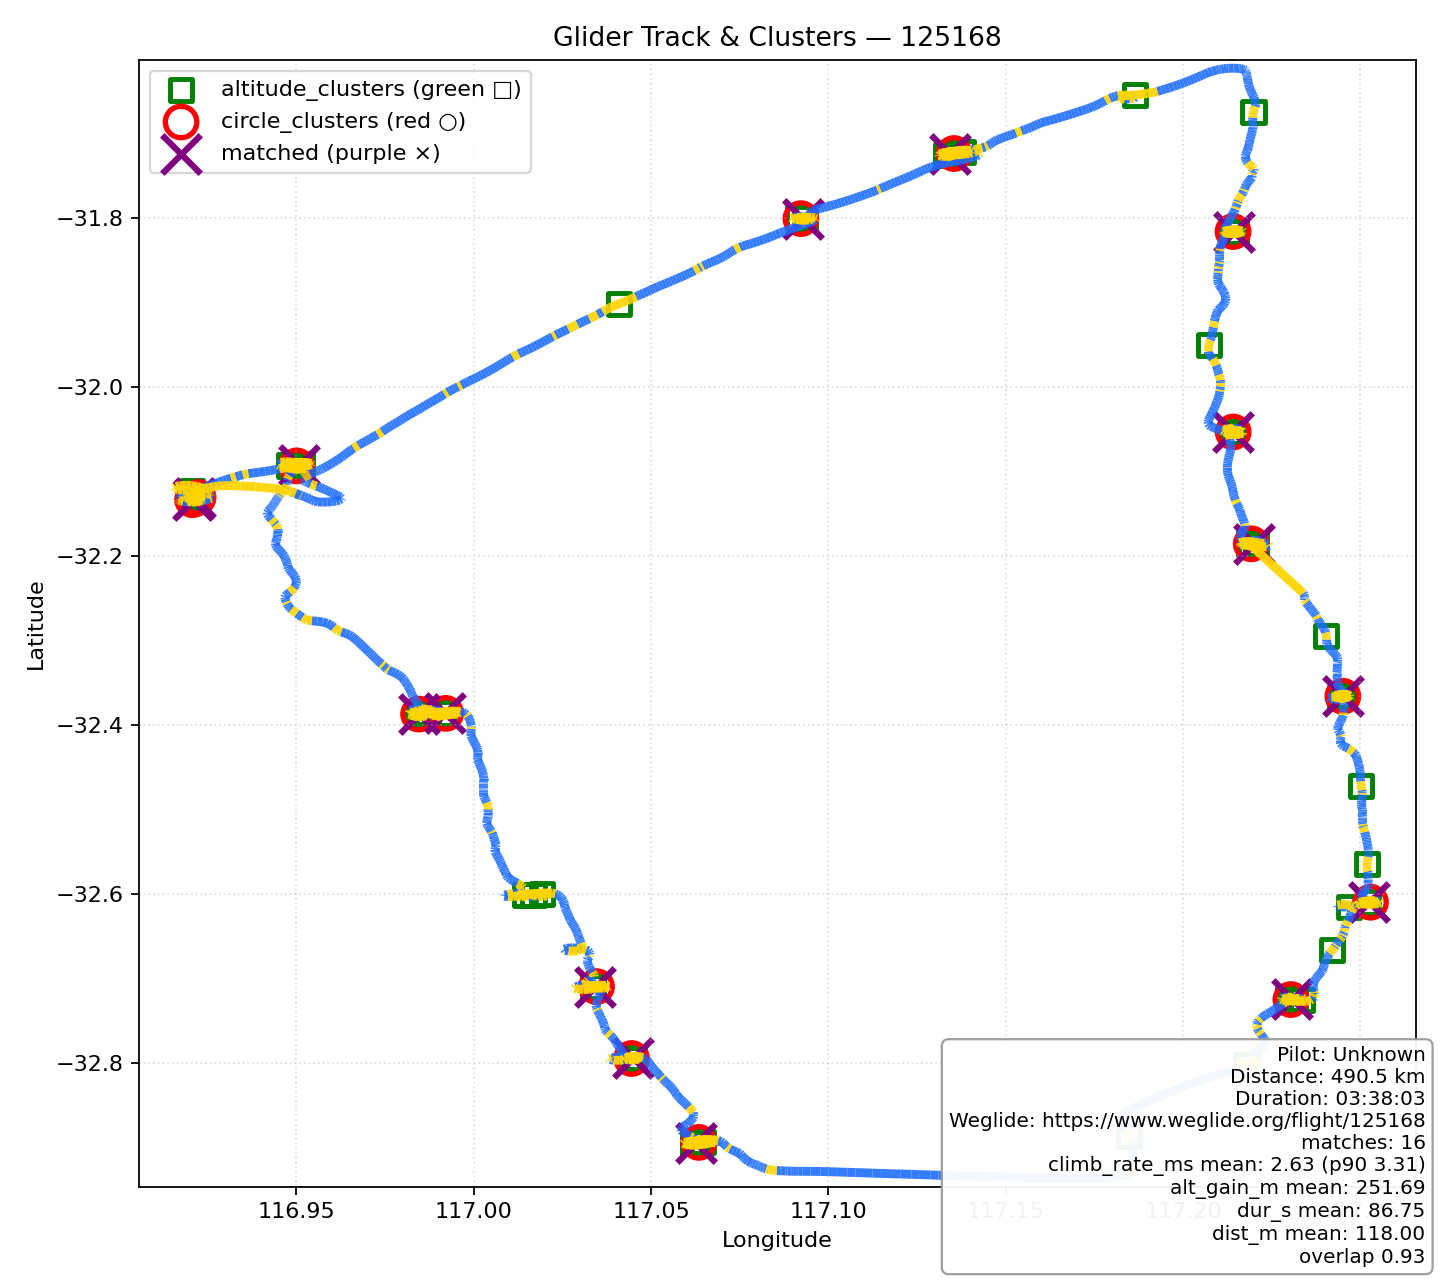 Glider Track & Clusters — 125168
altitude_clusters (green □)
circle_clusters (red ○)
matched (purple ×)
Latitude
−31.8
−32.0
−32.2
−32.4
−32.6
−32.8
116.95 117.00 117.05 117.10 117.15 117.20
Longitude
Pilot: Unknown
Distance: 490.5 km
Duration: 03:38:03
Weglide: https://www.weglide.org/flight/125168
matches: 16
climb_rate_ms mean: 2.63 (p90 3.31)
alt_gain_m mean: 251.69
dur_s mean: 86.75
dist_m mean: 118.00
overlap 0.93